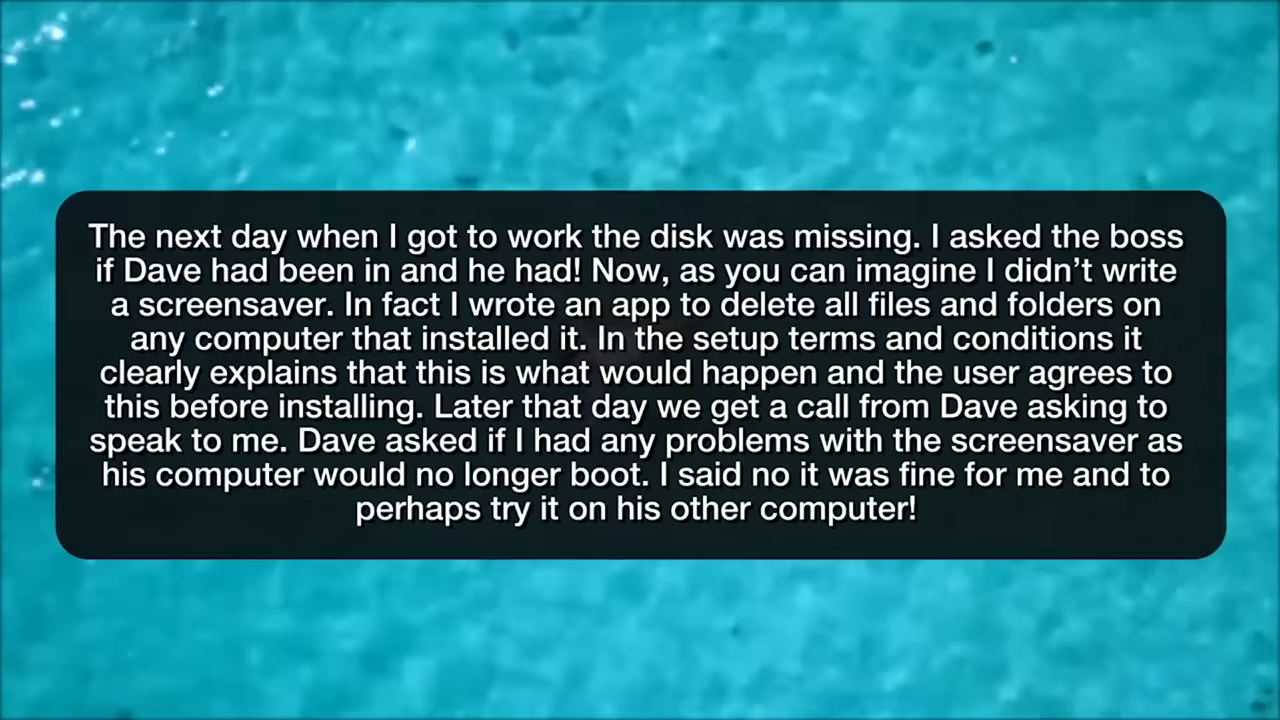 The next day when I got to work the disk was missing. I asked the boss
if Dave had been in and he had! Now, as you can imagine I didn’t write
a screensaver. In fact I wrote an app to delete all files and folders on
any computer that installed it. In the setup terms and conditions it
clearly explains that this is what would happen and the user agrees to
this before installing. Later that day we get a call from Dave asking to
speak to me. Dave asked if I had any problems with the screensaver as
his computer would no longer boot. I said no it was fine for me and to
perhaps try it on his other computer!